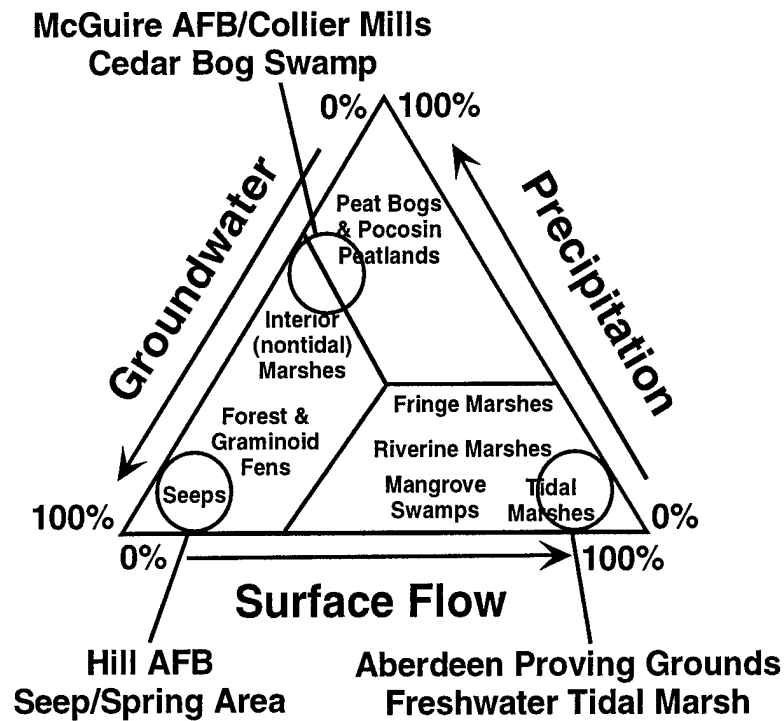 McGuire AFB/Collier Mills
Cedar Bog Swamp
0% 100%
Groundwater
Precipitation
Peat Bogs
& Pocosin
Peatlands
Interior
(nontidal)
Marshes
Forest &
Graminoid
Fens
Seeps
Fringe Marshes
Riverine Marshes
Mangrove
Swamps
Tidal
Marshes
100%
0%
0%
100%
Surface Flow
Hill AFB
Seep/Spring Area
Aberdeen Proving Grounds
Freshwater Tidal Marsh